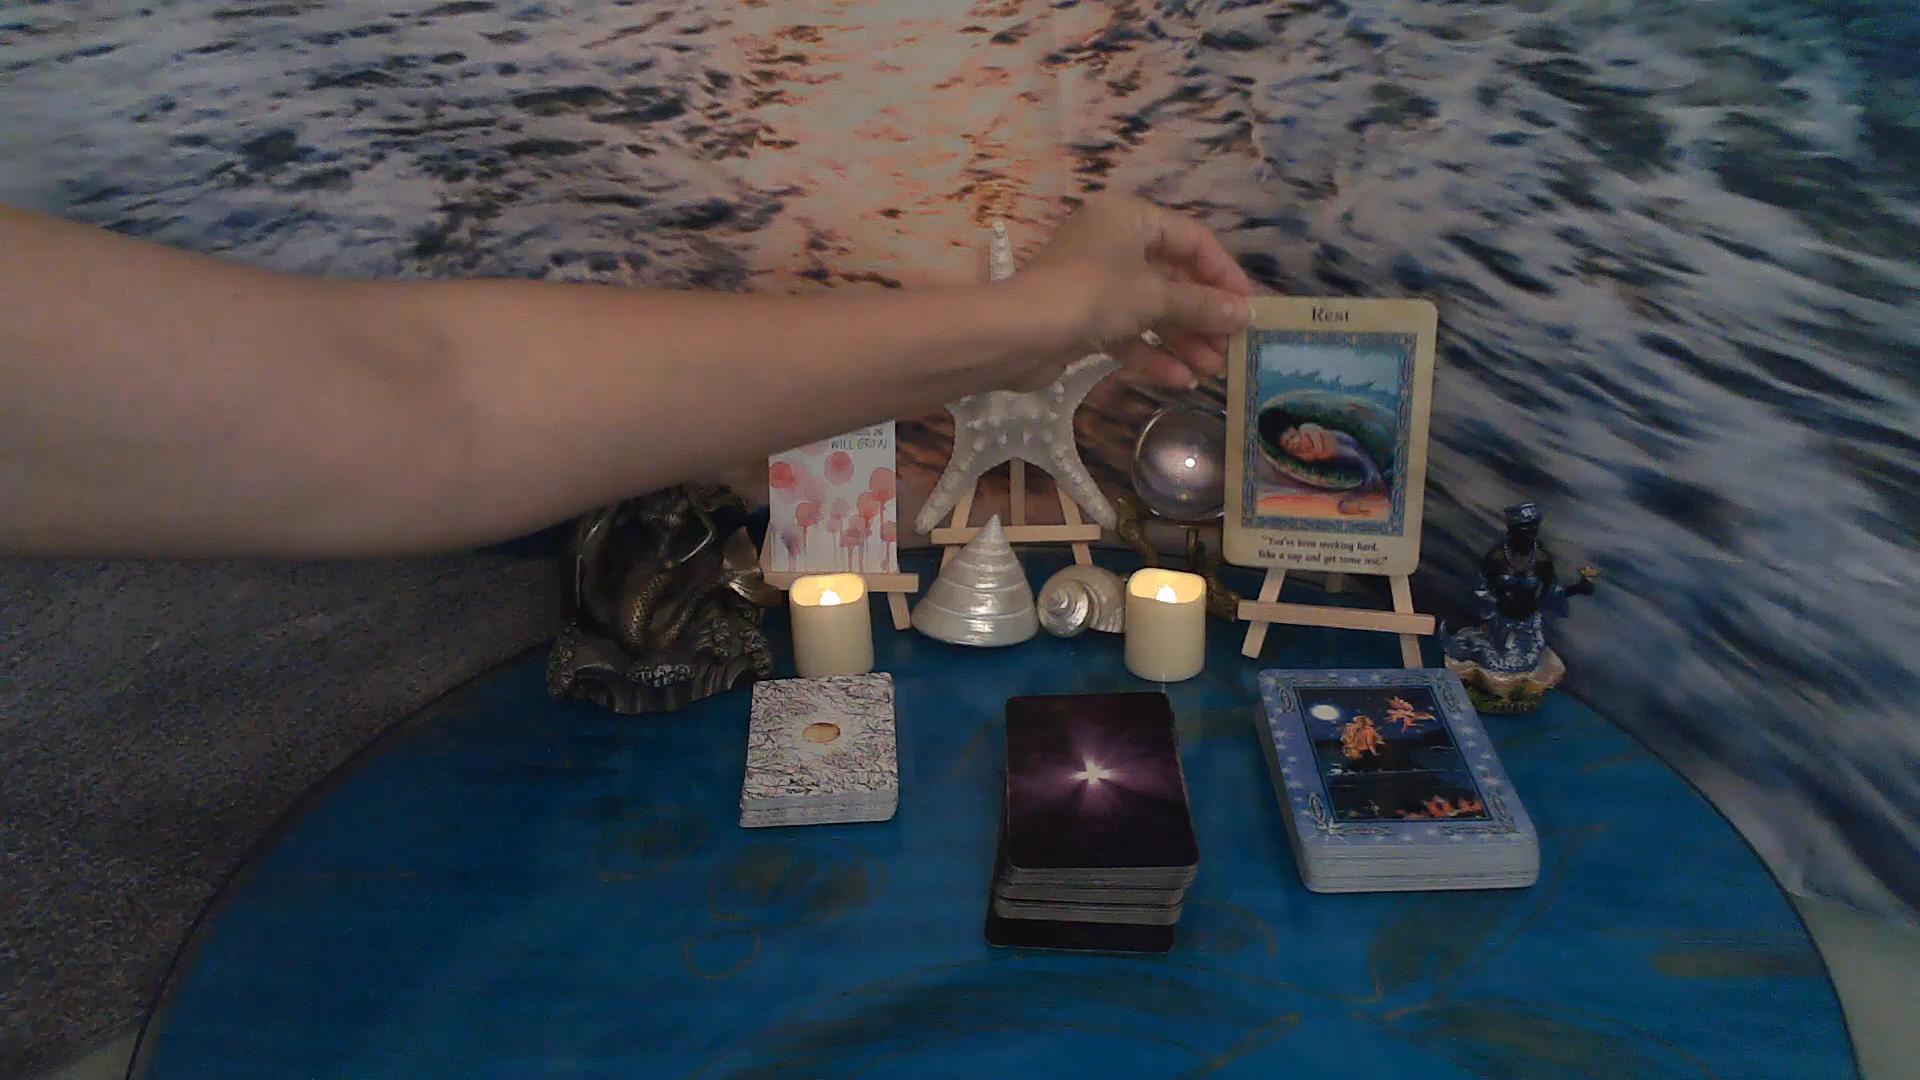 WILL GROW
Rest
"You've been working hard.
Take a nap and get some rest."